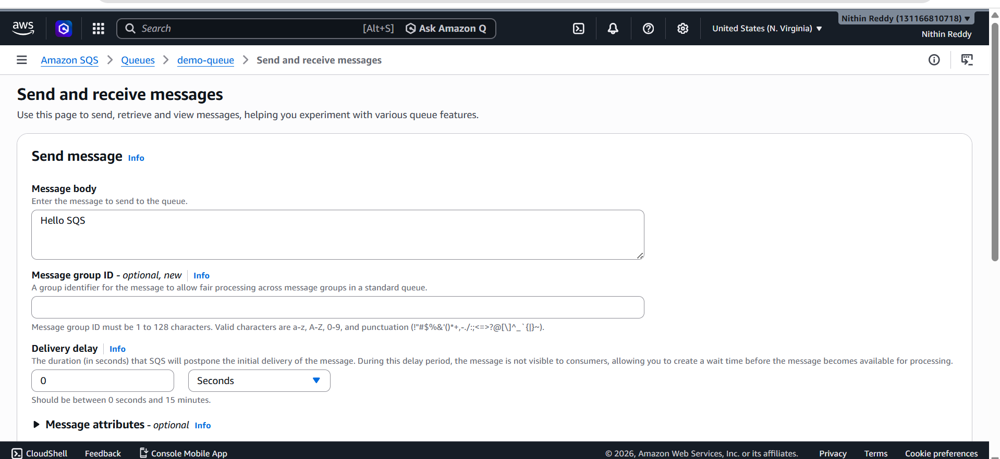 aws
Search [Alt+S] Ask Amazon Q
United States (N. Virginia) ▼
Nithin Reddy (131166810718) ▼
Nithin Reddy
Amazon SQS > Queues > demo-queue > Send and receive messages
Send and receive messages
Use this page to send, retrieve and view messages, helping you experiment with various queue features.
Send message Info
Message body
Enter the message to send to the queue.
Hello SQS
Message group ID - optional, new Info
A group identifier for the message to allow fair processing across message groups in a standard queue.
Message group ID must be 1 to 128 characters. Valid characters are a-z, A-Z, 0-9, and punctuation (!"#$%&'()*+,-./:;<=>?@[\]^_`{|}~).
Delivery delay Info
The duration (in seconds) that SQS will postpone the initial delivery of the message. During this delay period, the message is not visible to consumers, allowing you to create a wait time before the message becomes available for processing.
0 Seconds
Should be between 0 seconds and 15 minutes.
Message attributes - optional Info
CloudShell Feedback Console Mobile App © 2026, Amazon Web Services, Inc. or its affiliates. Privacy Terms Cookie preferences